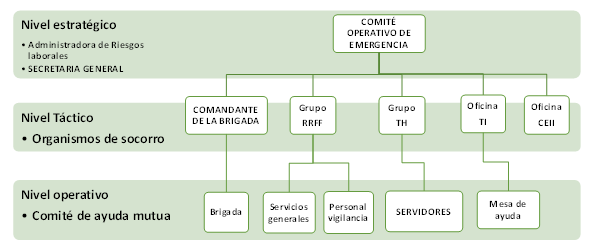 Nivel estratégico
• Administradora de Riesgos
laborales
• SECRETARIA GENERAL
COMITÉ
OPERATIVO DE
EMERGENCIA
Nivel Táctico
• Organismos de socorro
COMANDANTE
DE LA BRIGADA
Grupo
RRFF
Grupo
TH
Oficina
TI
Oficina
CEII
Nivel operativo
• Comité de ayuda mutua
Brigada
Servicios
generales
Personal
vigilancia
SERVIDORES
Mesa de
ayuda